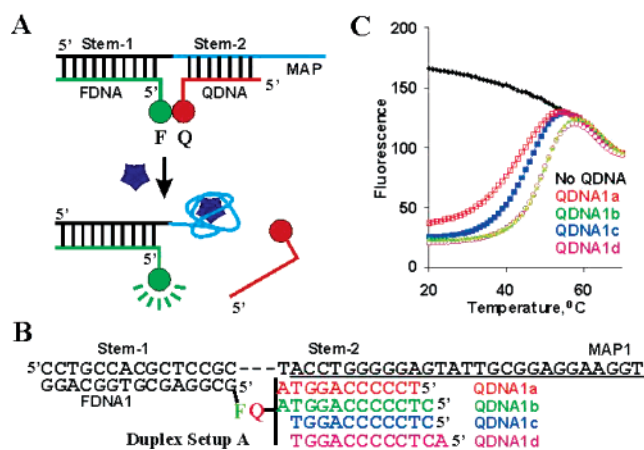 A
5’ Stem-1 Stem-2
MAP
FDNA 5’ QDNA 5’
F Q
5’
5’
5’
C
Fluorescence
200
150
100
50
0
No QDNA
QDNA1a
QDNA1b
QDNA1c
QDNA1d
20 40 60
Temperature, ⁰C
B
Stem-1 Stem-2 MAP1
5’CCTGCCACGCTCCGC----TACCTGGGGGAGTATTGCGGAGGAAGGT
GGACGGTGCGAGGCG5’
FDNA1
F Q
Duplex Setup A
ATGGACCCCCT5’ QDNA1a
ATGGACCCCCTC5’ QDNA1b
TGGACCCCCTC5’ QDNA1c
TGGACCCCCTCA5’ QDNA1d